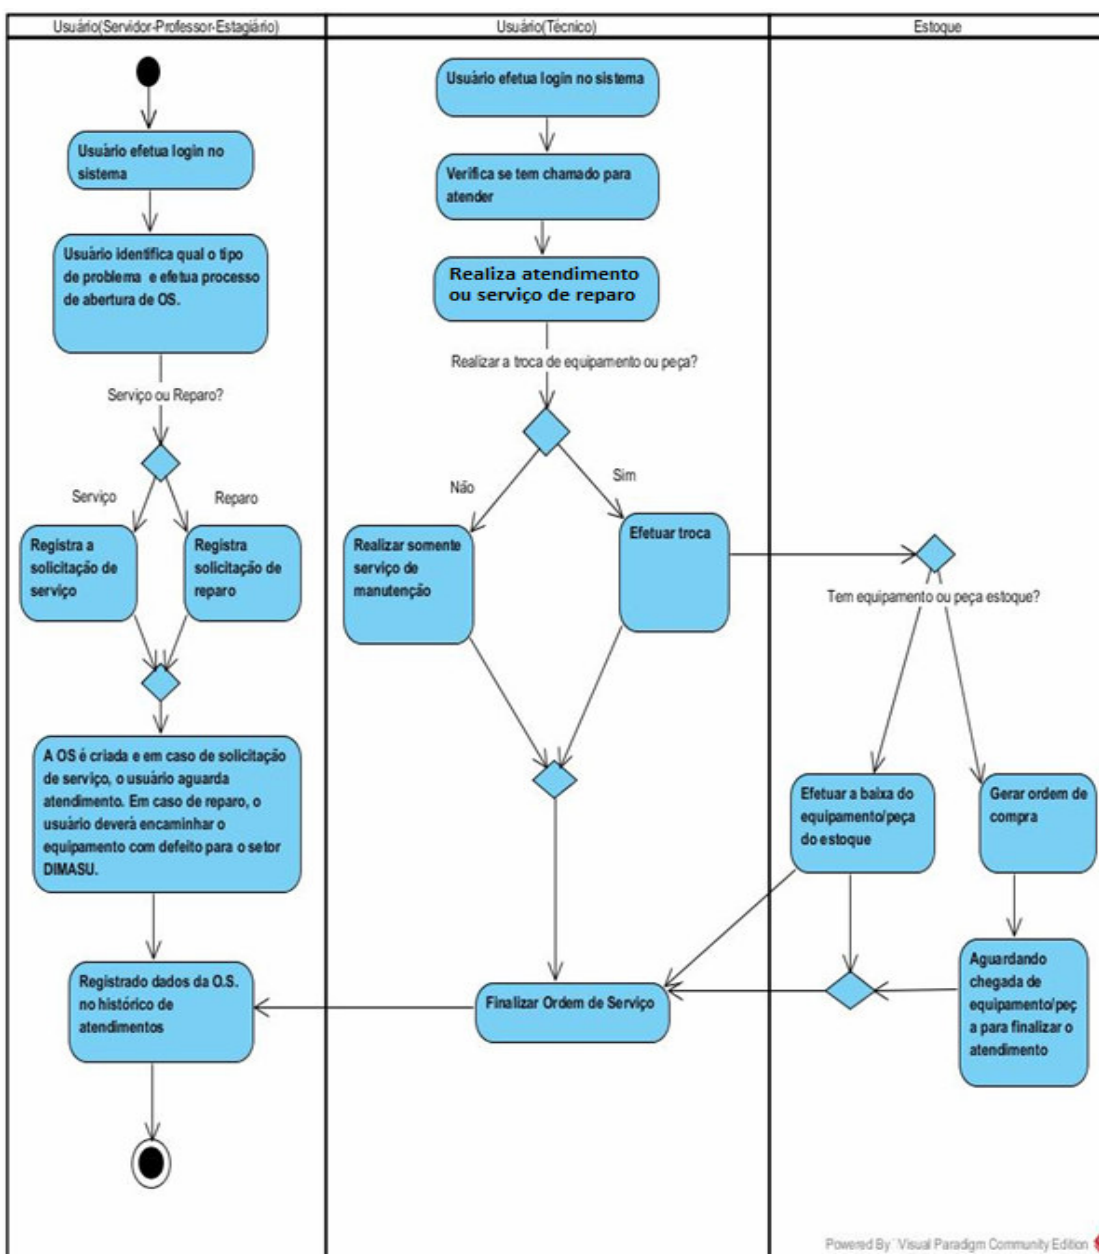 Usuário(Servidor-Professor-Estagiário)
Usuário efetua login no
sistema
Usuário identifica qual o tipo
de problema e efetua processo
de abertura de OS.
Serviço ou Reparo?
Serviço
Reparo
Registra a
solicitação de
serviço
Registra
solicitação de
reparo
A OS é criada e em caso de solicitação
de serviço, o usuário aguarda
atendimento. Em caso de reparo, o
usuário deverá encaminhar o
equipamento com defeito para o setor
DIMASU.
Registrado dados da O.S.
no histórico de
atendimentos
Usuário(Técnico)
Usuário efetua login no sistema
Verifica se tem chamado para
atender
Realiza atendimento
ou serviço de reparo
Realizar a troca de equipamento ou peça?
Não
Sim
Realizar somente
serviço de
manutenção
Efetuar troca
Finalizar Ordem de Serviço
Estoque
Tem equipamento ou peça estoque?
Efetuar a baixa do
equipamento/peça
do estoque
Gerar ordem de
compra
Aguardando
chegada de
equipamento/peç
a para finalizar o
atendimento
Powered By Visual Paradigm Community Edition